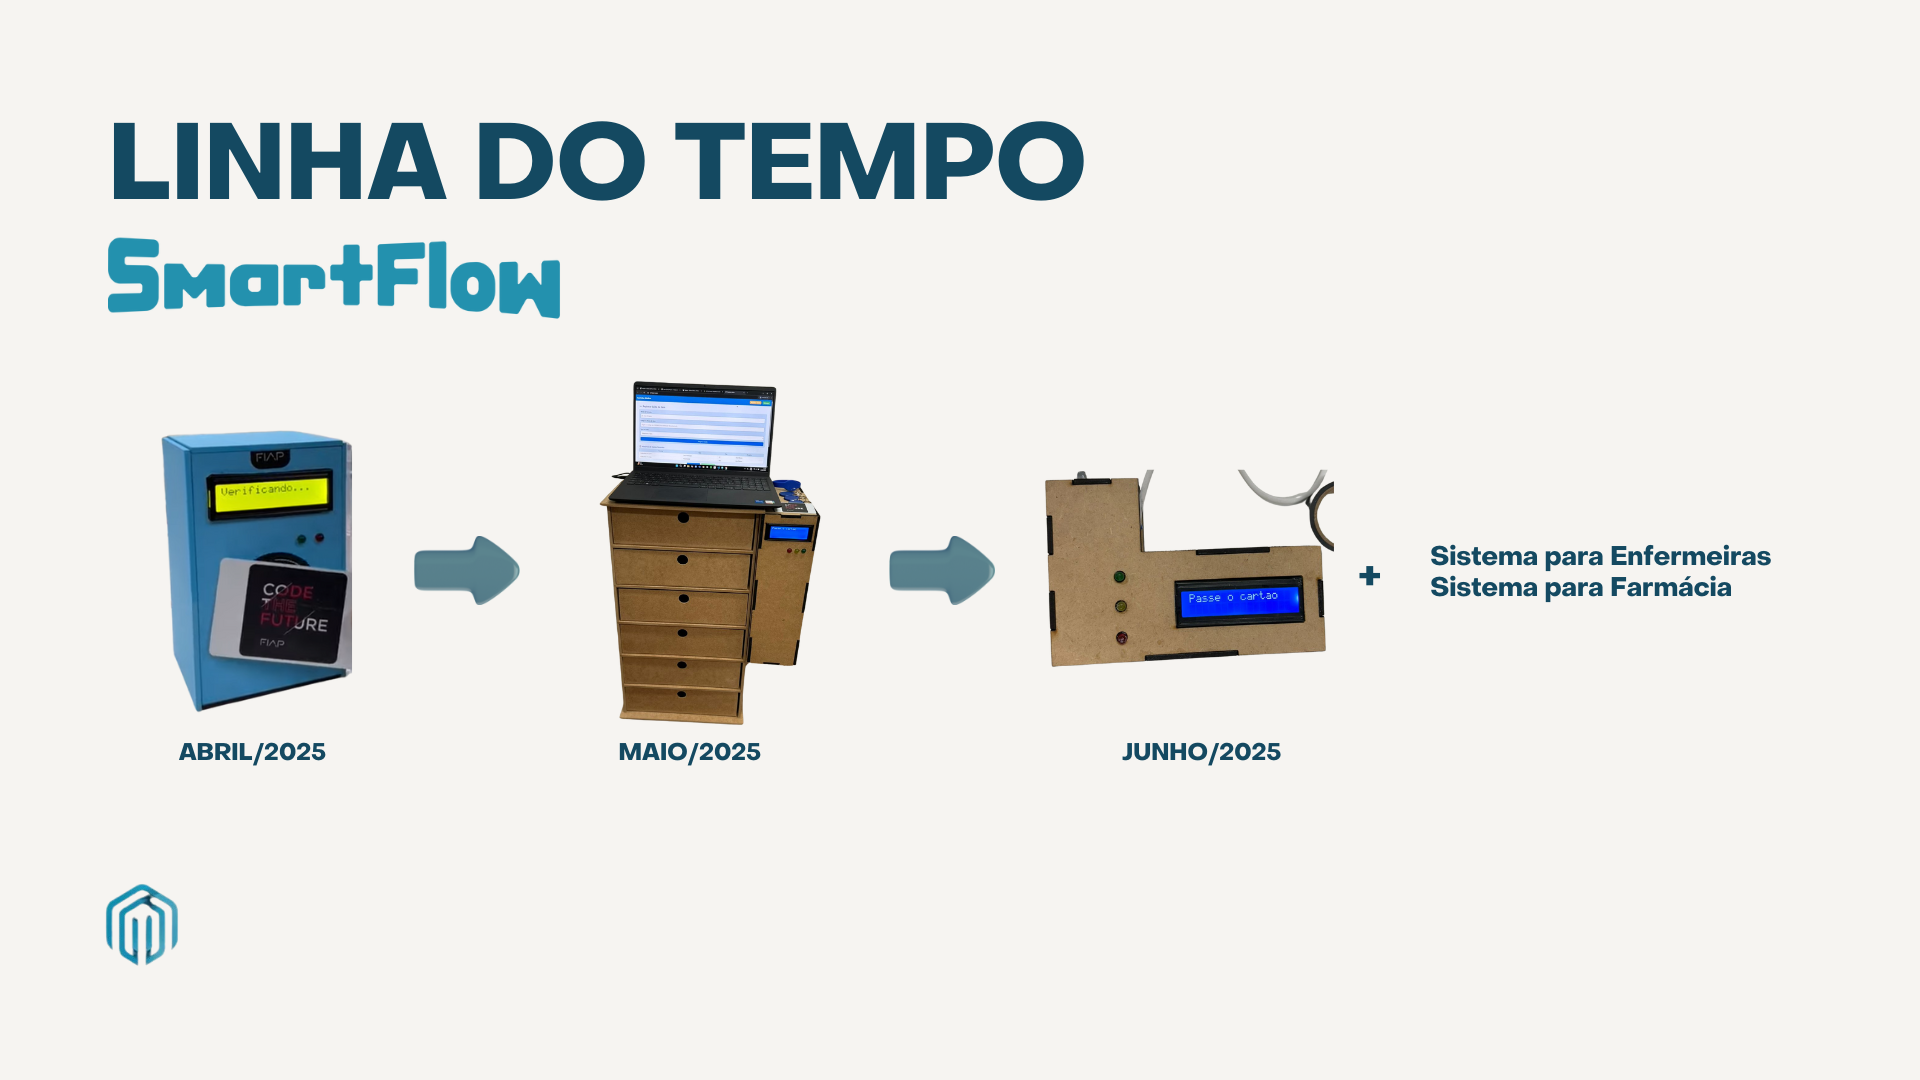 LINHA DO TEMPO
SmartFlow
FIAP
Verificando...
CODE
THE
FUTURE
FIAP
Passe o cartao
+
Sistema para Enfermeiras
Sistema para Farmácia
ABRIL/2025
MAIO/2025
JUNHO/2025